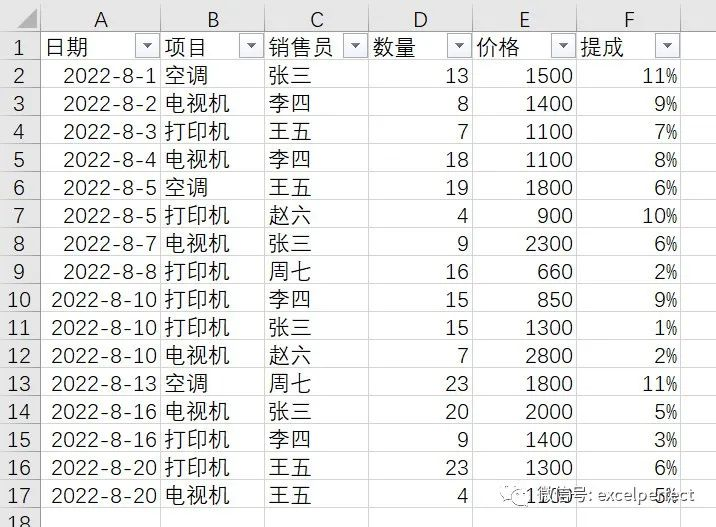 A B C D E F
1 日期 项目 销售员 数量 价格 提成
2 2022-8-1 空调 张三 13 1500 11%
3 2022-8-2 电视机 李四 8 1400 9%
4 2022-8-3 打印机 王五 7 1100 7%
5 2022-8-4 电视机 李四 18 1100 8%
6 2022-8-5 空调 王五 19 1800 6%
7 2022-8-5 打印机 赵六 4 900 10%
8 2022-8-7 电视机 张三 9 2300 6%
9 2022-8-8 打印机 周七 16 660 2%
10 2022-8-10 打印机 李四 15 850 9%
11 2022-8-10 打印机 张三 15 1300 1%
12 2022-8-10 电视机 赵六 7 2800 2%
13 2022-8-13 空调 周七 23 1800 11%
14 2022-8-16 电视机 张三 20 2000 5%
15 2022-8-16 打印机 李四 9 1400 3%
16 2022-8-20 打印机 王五 23 1300 6%
17 2022-8-20 电视机 王五 4 5%
微信号: excelperfect
18